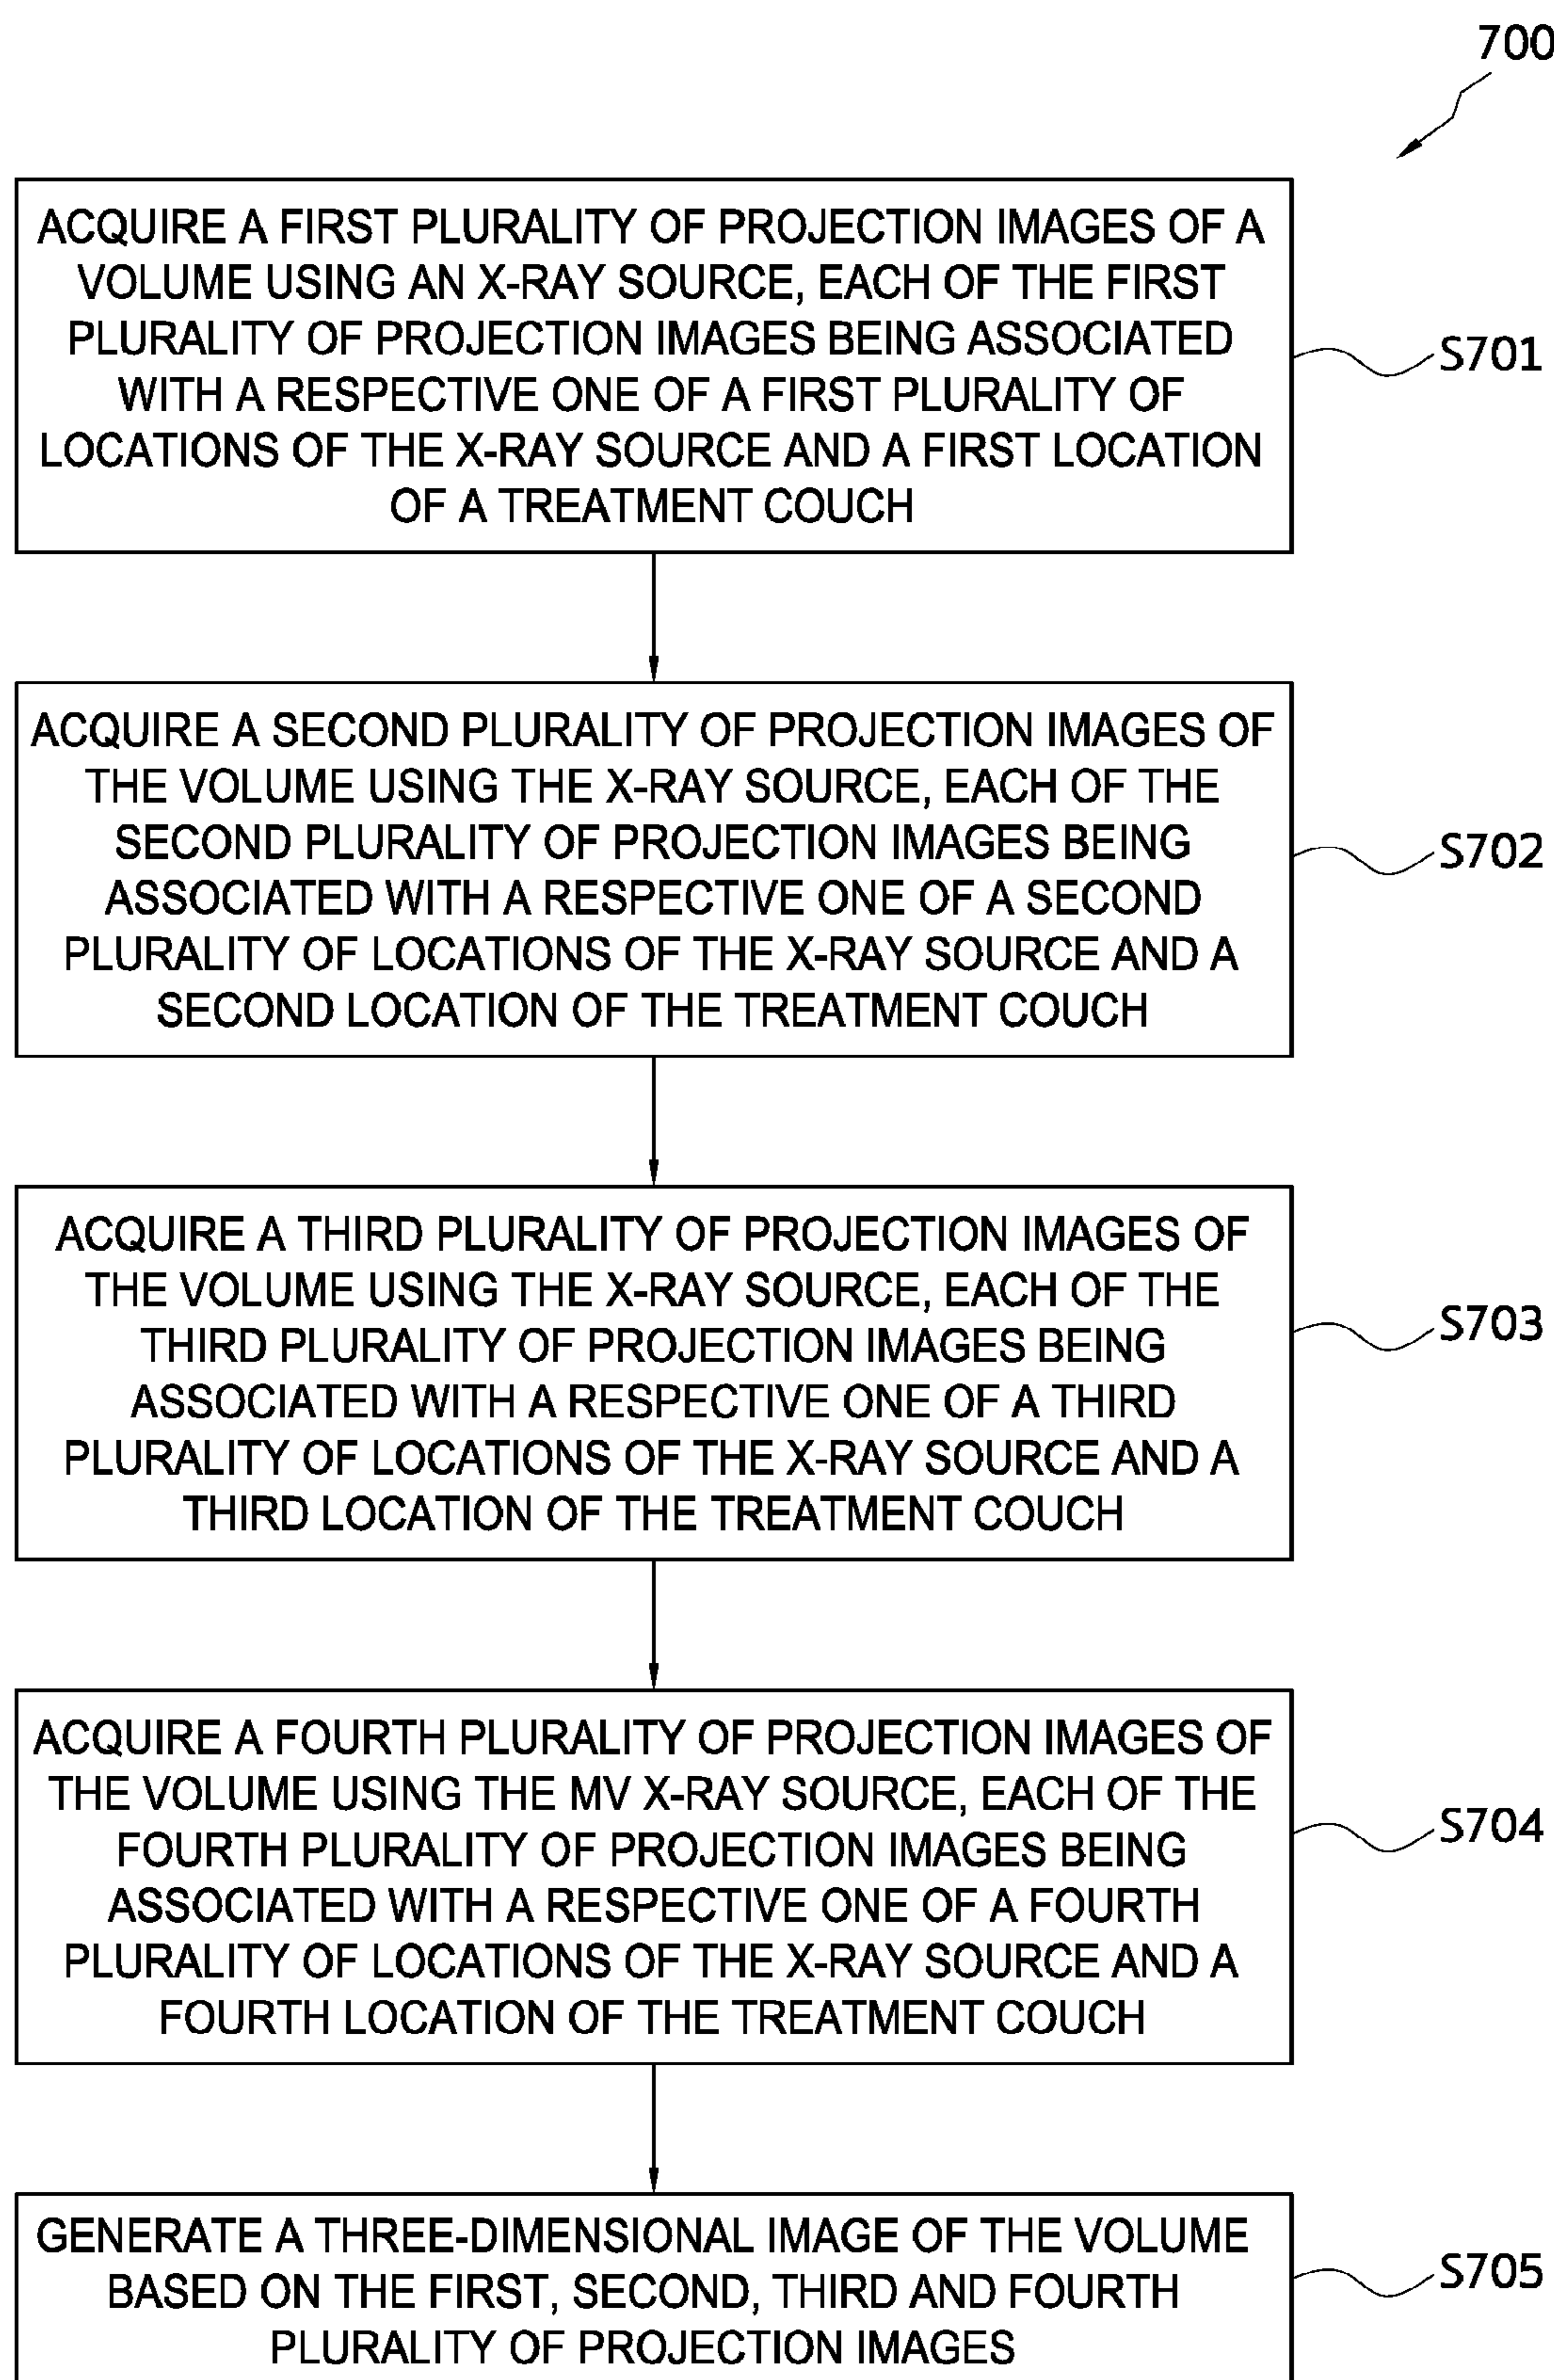 700
ACQUIRE A FIRST PLURALITY OF PROJECTION IMAGES OF A
VOLUME USING AN X-RAY SOURCE, EACH OF THE FIRST
PLURALITY OF PROJECTION IMAGES BEING ASSOCIATED
WITH A RESPECTIVE ONE OF A FIRST PLURALITY OF
LOCATIONS OF THE X-RAY SOURCE AND A FIRST LOCATION
OF A TREATMENT COUCH
S701
ACQUIRE A SECOND PLURALITY OF PROJECTION IMAGES OF
THE VOLUME USING THE X-RAY SOURCE, EACH OF THE
SECOND PLURALITY OF PROJECTION IMAGES BEING
ASSOCIATED WITH A RESPECTIVE ONE OF A SECOND
PLURALITY OF LOCATIONS OF THE X-RAY SOURCE AND A
SECOND LOCATION OF THE TREATMENT COUCH
S702
ACQUIRE A THIRD PLURALITY OF PROJECTION IMAGES OF
THE VOLUME USING THE X-RAY SOURCE, EACH OF THE
THIRD PLURALITY OF PROJECTION IMAGES BEING
ASSOCIATED WITH A RESPECTIVE ONE OF A THIRD
PLURALITY OF LOCATIONS OF THE X-RAY SOURCE AND A
THIRD LOCATION OF THE TREATMENT COUCH
S703
ACQUIRE A FOURTH PLURALITY OF PROJECTION IMAGES OF
THE VOLUME USING THE MV X-RAY SOURCE, EACH OF THE
FOURTH PLURALITY OF PROJECTION IMAGES BEING
ASSOCIATED WITH A RESPECTIVE ONE OF A FOURTH
PLURALITY OF LOCATIONS OF THE X-RAY SOURCE AND A
FOURTH LOCATION OF THE TREATMENT COUCH
S704
GENERATE A THREE-DIMENSIONAL IMAGE OF THE VOLUME
BASED ON THE FIRST, SECOND, THIRD AND FOURTH
PLURALITY OF PROJECTION IMAGES
S705